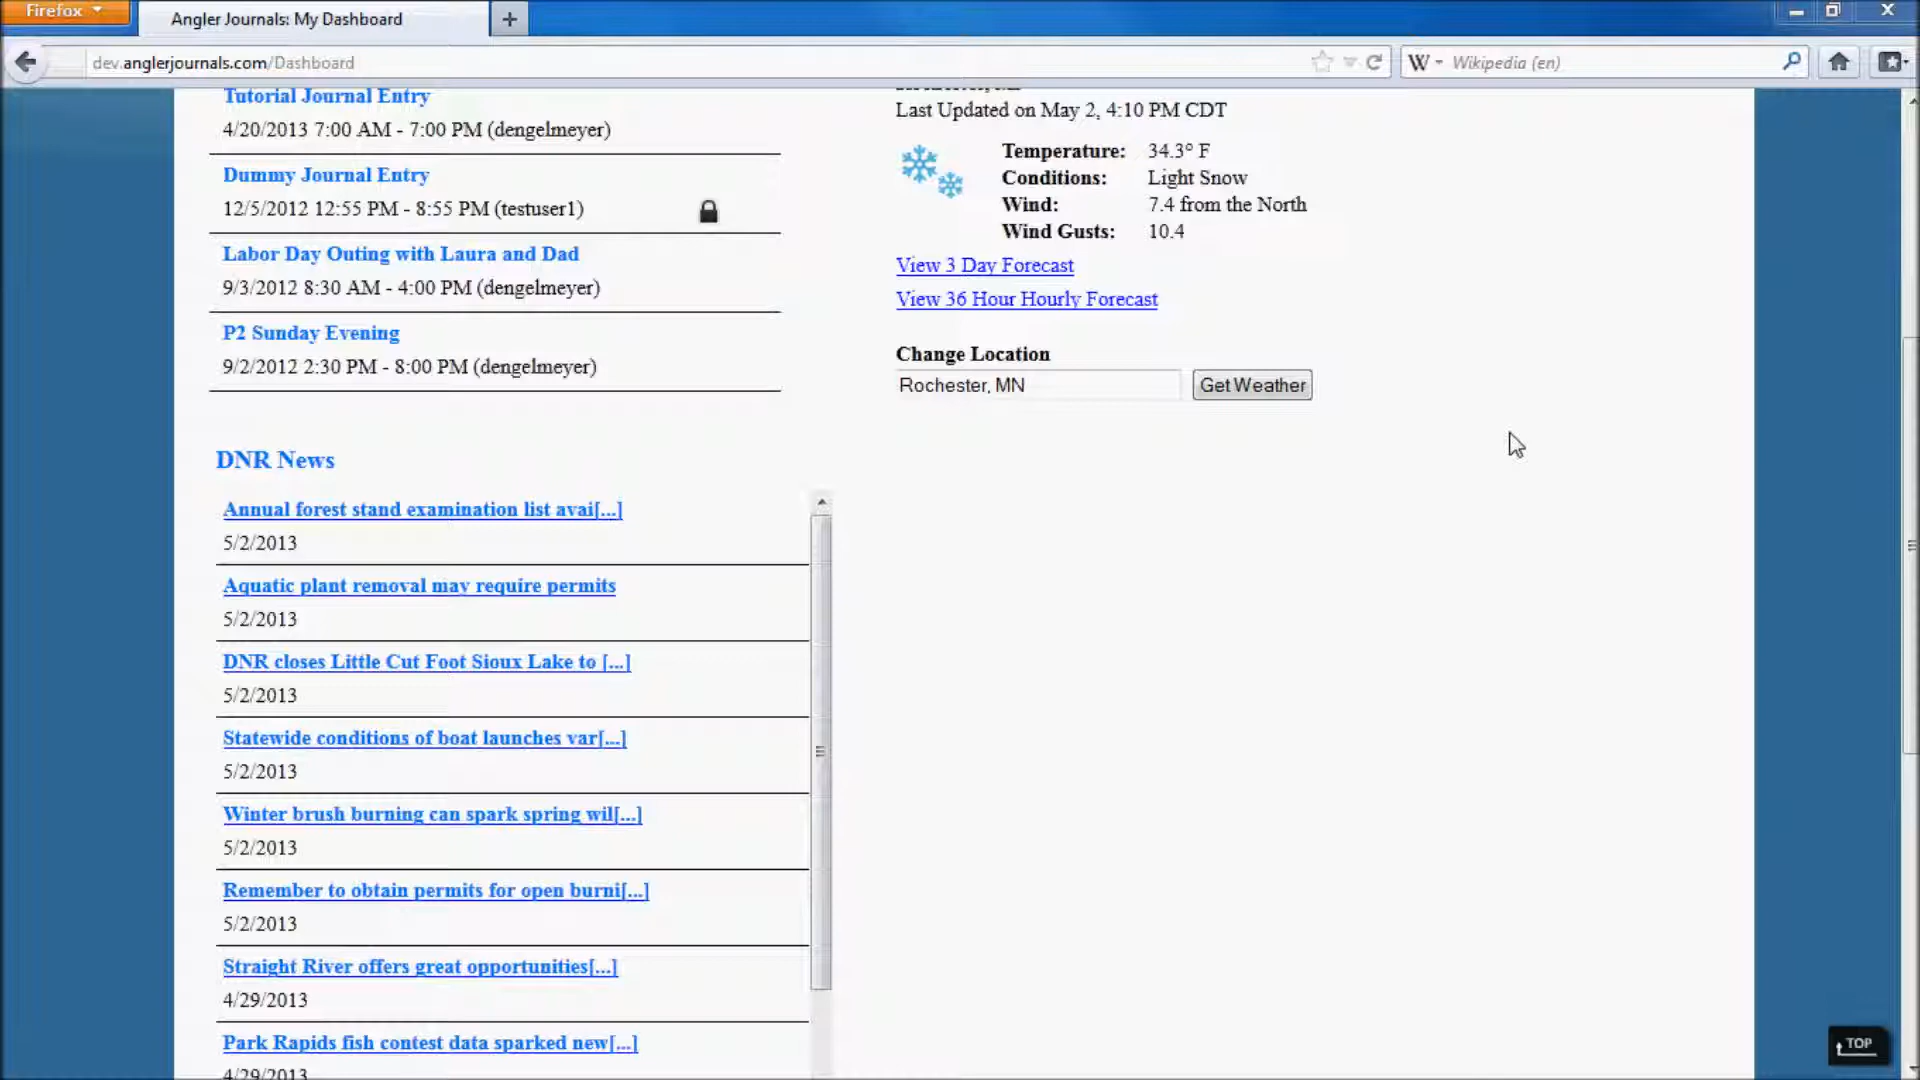 Firefox
Angler Journals: My Dashboard
dev.anglerjournals.com/Dashboard
Wikipedia (en)
Tutorial Journal Entry
4/20/2013 7:00 AM - 7:00 PM (dengelmeyer)
Dummy Journal Entry
12/5/2012 12:55 PM - 8:55 PM (testuser1)
Labor Day Outing with Laura and Dad
9/3/2012 8:30 AM - 4:00 PM (dengelmeyer)
P2 Sunday Evening
9/2/2012 2:30 PM - 8:00 PM (dengelmeyer)
DNR News
Annual forest stand examination list avai[...]
5/2/2013
Aquatic plant removal may require permits
5/2/2013
DNR closes Little Cut Foot Sioux Lake to [...]
5/2/2013
Statewide conditions of boat launches var[...]
5/2/2013
Winter brush burning can spark spring wil[...]
5/2/2013
Remember to obtain permits for open burni[...]
5/2/2013
Straight River offers great opportunities[...]
4/29/2013
Park Rapids fish contest data sparked new[...]
4/29/2013
Last Updated on May 2, 4:10 PM CDT
Temperature: 34.3° F
Conditions: Light Snow
Wind: 7.4 from the North
Wind Gusts: 10.4
View 3 Day Forecast
View 36 Hour Hourly Forecast
Change Location
Rochester, MN
Get Weather
TOP